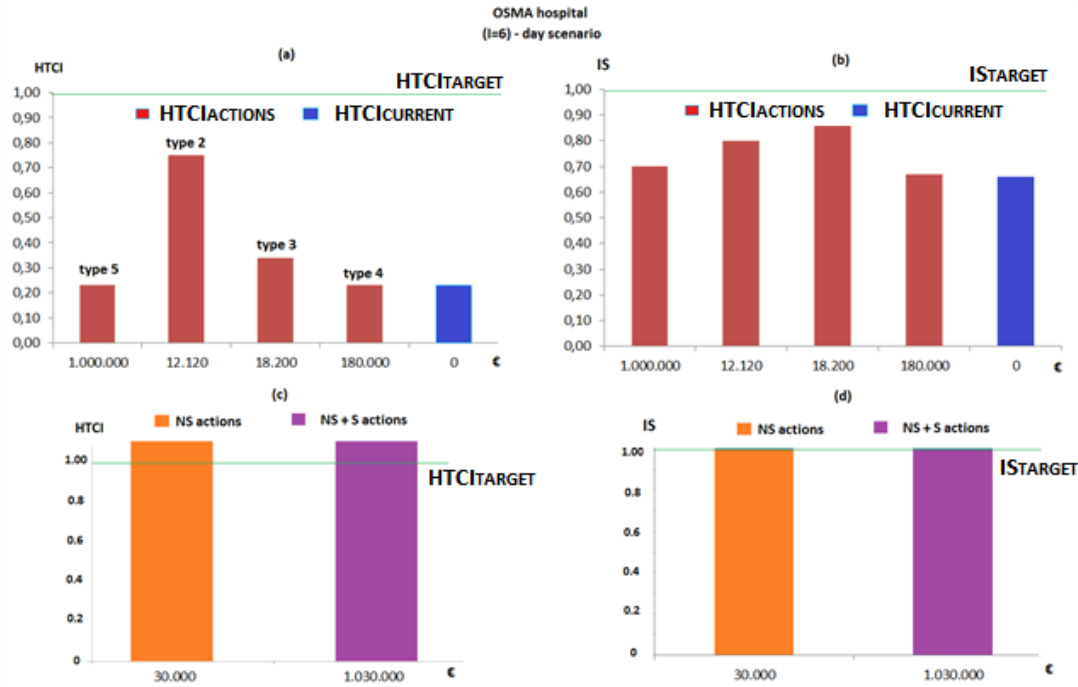 OSMA hospital
(I=6) - day scenario
(a)
HTCI
HTCITARGET
1,00
HTCIACTIONS
HTCICURRENT
0,90
type 2
0,80
0,70
0,60
0,50
0,40
type 3
0,30
type 5
type 4
0,20
0,10
0,00
1.000.000
12.120
18.200
180.000
0
€
(b)
IS
ISTARGET
1,00
HTCIACTIONS
HTCICURRENT
0,90
0,80
0,70
0,60
0,50
0,40
0,30
0,20
0,10
0,00
1.000.000
12.120
18.200
180.000
0
€
(c)
NS actions
NS + S actions
HTCI
1.00
HTCITARGET
0.8
0.6
0.4
0.2
0
30.000
1.030.000
€
(d)
NS actions
NS + S actions
IS
1.00
ISTARGET
0.8
0.6
0.4
0.2
0
30.000
1.030.000
€